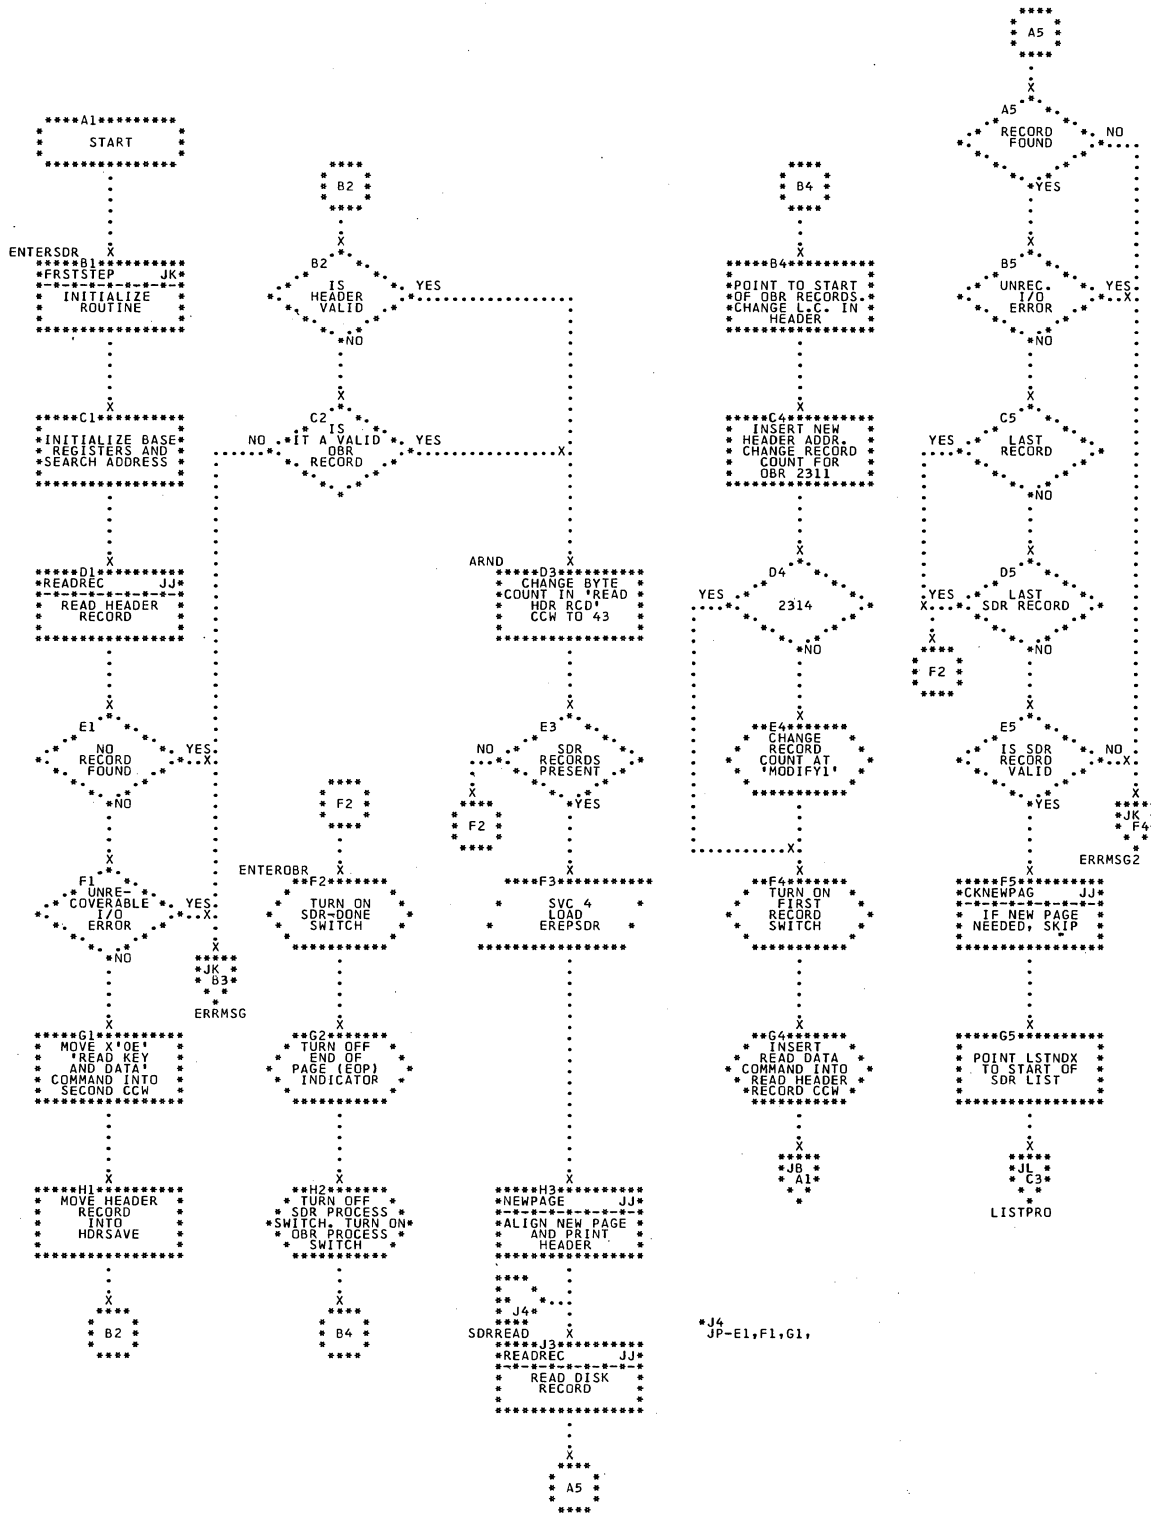 A1
START
ENTERSDR
B1
FRSTSTEP JK
INITIALIZE
ROUTINE
C1
INITIALIZE BASE
REGISTERS AND
SEARCH ADDRESS
D1
READREC JJ
READ HEADER
RECORD
E1
NO
RECORD
FOUND
YES
NO
F1
UNRE-
COVERABLE
I/O
ERROR
YES
NO
JK
B3
ERRMSG
G1
MOVE X'0E'
'READ KEY
AND DATA'
COMMAND INTO
SECOND CCW
H1
MOVE HEADER
RECORD
INTO
HDRSAVE
B2
B2
B2
IS
HEADER
VALID
YES
NO
C2
IS
IT A VALID
OBR
RECORD
NO
YES
F2
ENTEROBR
F2
TURN ON
SDR-DONE
SWITCH
G2
TURN OFF
END OF
PAGE (EOP)
INDICATOR
H2
TURN OFF
SDR PROCESS
SWITCH. TURN ON
OBR PROCESS
SWITCH
B4
ARND
D3
CHANGE BYTE
COUNT IN 'READ
HDR RCD'
CCW TO 43
E3
SDR
RECORDS
PRESENT
NO
YES
F2
F3
SVC 4
LOAD
EREPSDR
H3
NEWPAGE JJ
ALIGN NEW PAGE
AND PRINT
HEADER
J4
SDRREAD
J3
READREC JJ
READ DISK
RECORD
A5
B4
B4
POINT TO START
OF OBR RECORDS.
CHANGE L.C. IN
HEADER
C4
INSERT NEW
HEADER ADDR.
CHANGE RECORD
COUNT FOR
OBR 2311
D4
2314
YES
NO
E4
CHANGE
RECORD
COUNT AT
'MODIFY1'
F4
TURN ON
FIRST
RECORD
SWITCH
G4
INSERT
READ DATA
COMMAND INTO
READ HEADER
RECORD CCW
JB
A1
*J4
JP-E1,F1,G1,
A5
A5
RECORD
FOUND
NO
YES
B5
UNREC.
I/O
ERROR
YES
NO
C5
LAST
RECORD
YES
NO
D5
LAST
SDR RECORD
YES
NO
F2
E5
IS SDR
RECORD
VALID
NO
YES
JK
F4
ERRMSG2
F5
CKNEWPAG JJ
IF NEW PAGE
NEEDED, SKIP
G5
POINT LSTNDX
TO START OF
SDR LIST
JL
C3
LISTPRO